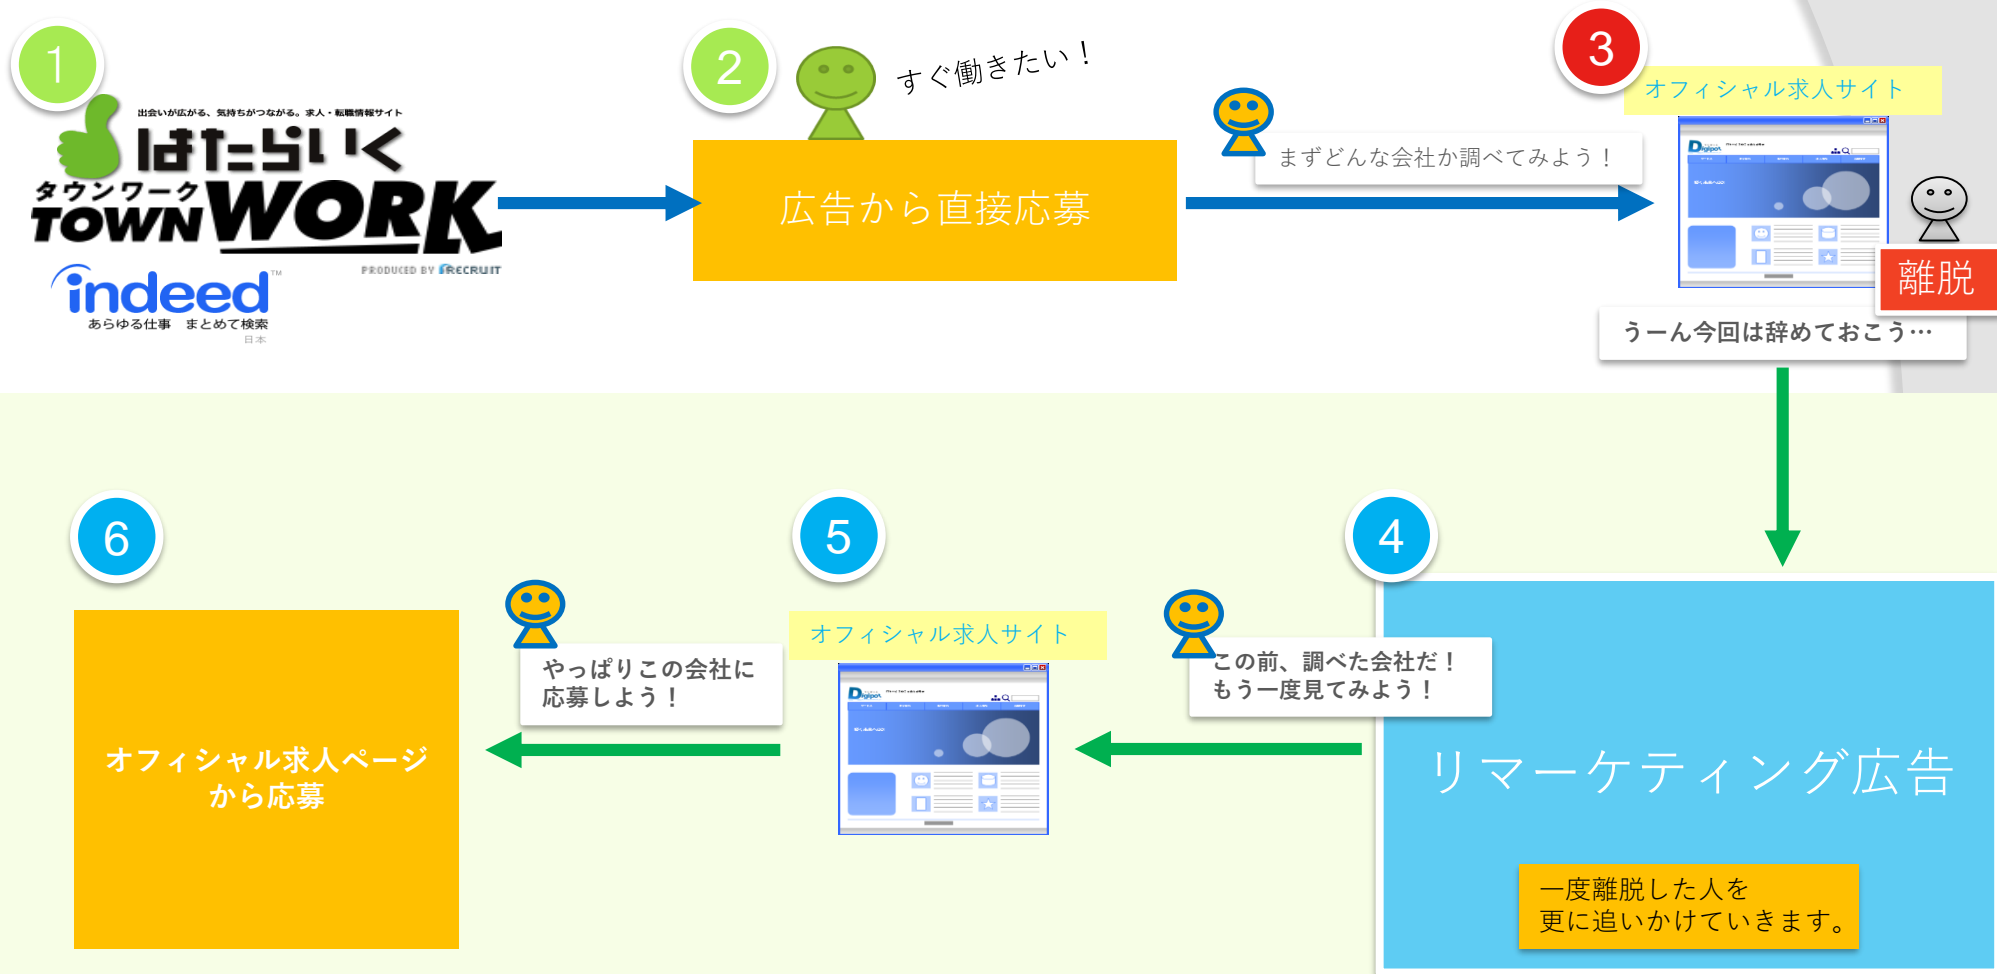 1
出会いが広がる、気持ちがつながる。求人・転職情報サイト
はたらいく
タウンワーク
TOWNWORK
PRODUCED BY RECRUIT
indeed
TM
あらゆる仕事 まとめて検索
日本
2
すぐ働きたい！
広告から直接応募
まずどんな会社か調べてみよう！
3
オフィシャル求人サイト
Digipot
離脱
うーん今回は辞めておこう…
4
リマーケティング広告
一度離脱した人を
更に追いかけていきます。
この前、調べた会社だ！
もう一度見てみよう！
5
オフィシャル求人サイト
Digipot
やっぱりこの会社に
応募しよう！
6
オフィシャル求人ページ
から応募